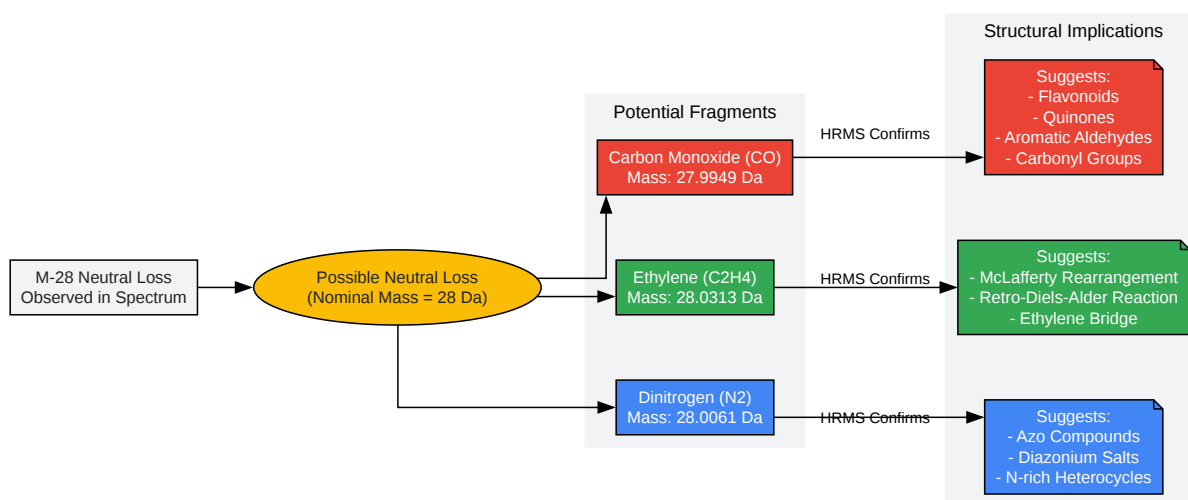 Structural Implications
Suggests:
- Flavonoids
- Quinones
- Aromatic Aldehydes
- Carbonyl Groups
Potential Fragments
HRMS Confirms
Carbon Monoxide (CO)
Mass: 27.9949 Da
M-28 Neutral Loss
Observed in Spectrum
Possible Neutral Loss
(Nominal Mass = 28 Da)
Ethylene (C2H4)
Mass: 28.0313 Da
HRMS Confirms
Suggests:
- McLafferty Rearrangement
- Retro-Diels-Alder Reaction
- Ethylene Bridge
Dinitrogen (N2)
Mass: 28.0061 Da
HRMS Confirms
Suggests:
- Azo Compounds
- Diazonium Salts
- N-rich Heterocycles